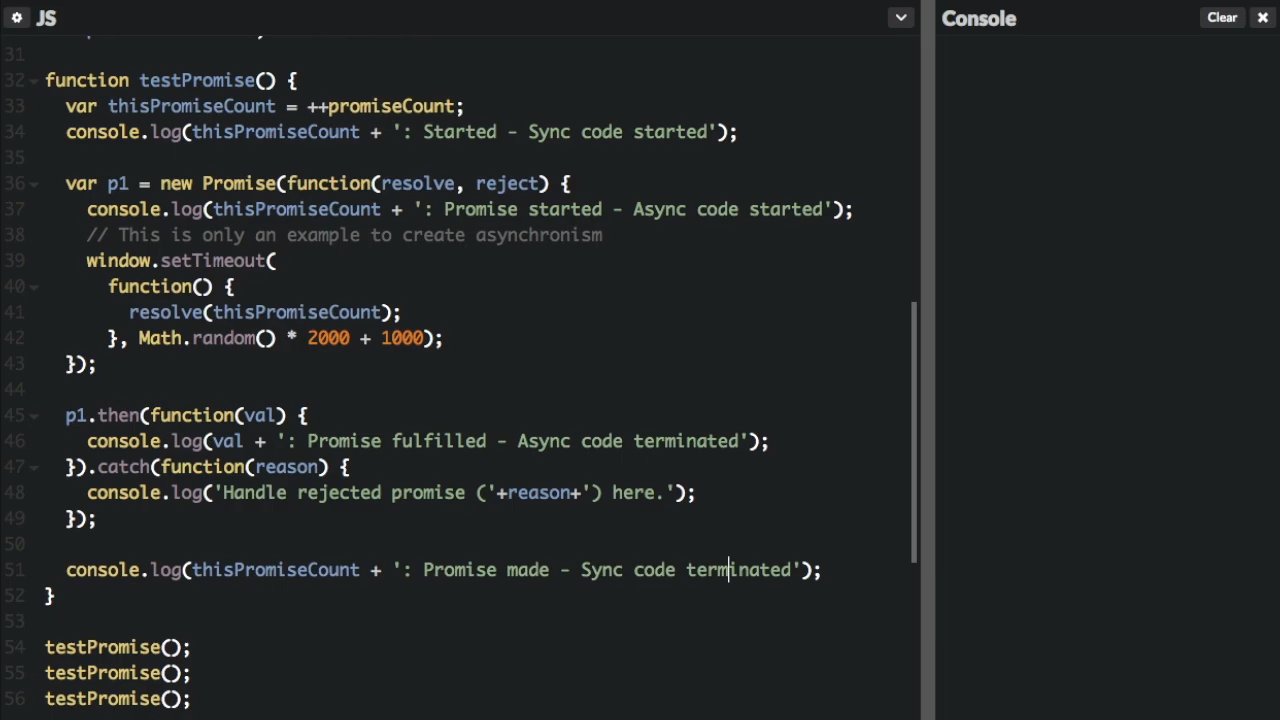 JS
Console
Clear
31
32 function testPromise() {
33 var thisPromiseCount = ++promiseCount;
34 console.log(thisPromiseCount + ': Started - Sync code started');
35
36 var p1 = new Promise(function(resolve, reject) {
37 console.log(thisPromiseCount + ': Promise started - Async code started');
38 // This is only an example to create asynchronism
39 window.setTimeout(
40 function() {
41 resolve(thisPromiseCount);
42 }, Math.random() * 2000 + 1000);
43 });
44
45 p1.then(function(val) {
46 console.log(val + ': Promise fulfilled - Async code terminated');
47 }).catch(function(reason) {
48 console.log('Handle rejected promise ('+reason+') here.');
49 });
50
51 console.log(thisPromiseCount + ': Promise made - Sync code terminated');
52 }
53
54 testPromise();
55 testPromise();
56 testPromise();